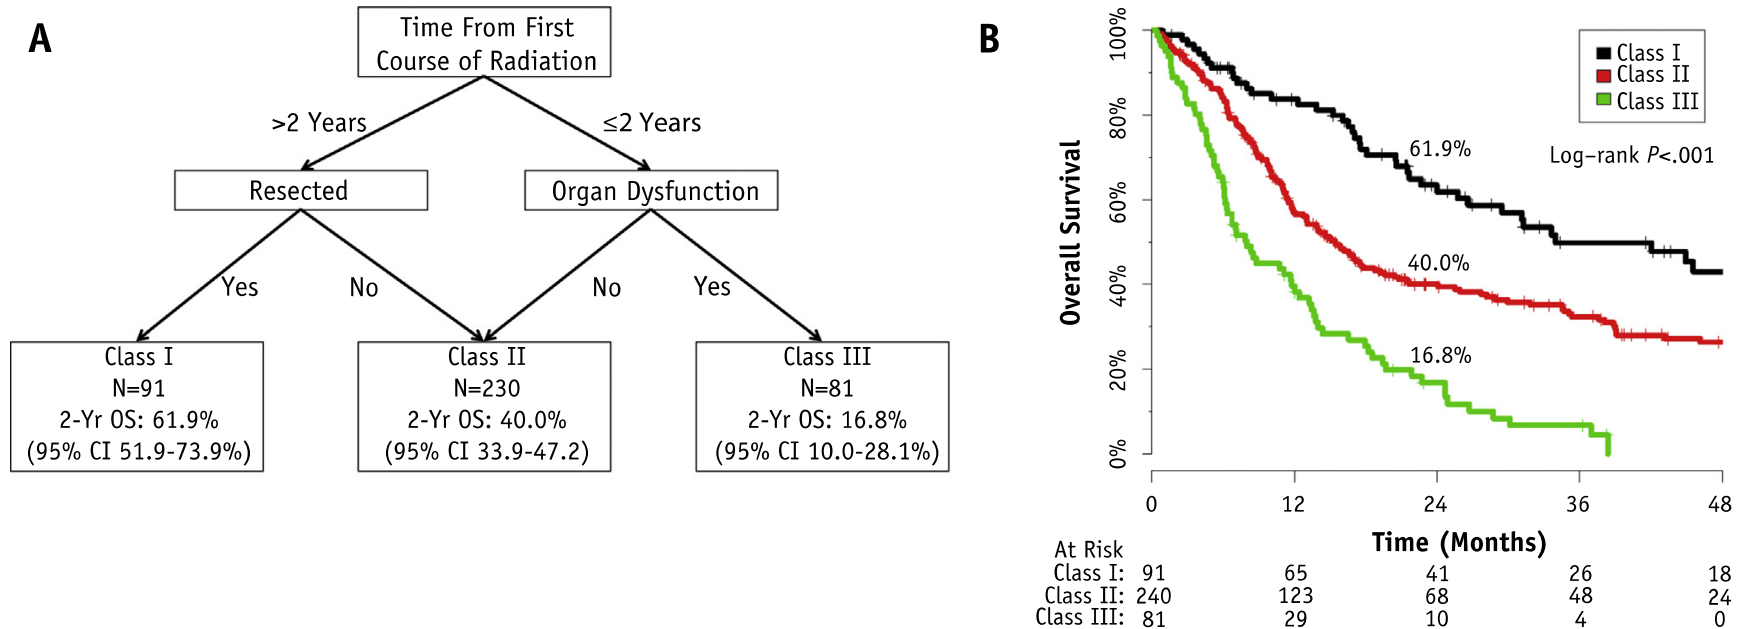 A
Time From First
Course of Radiation
>2 Years
≤2 Years
Resected
Organ Dysfunction
Yes
No
No
Yes
Class I
N=91
2-Yr OS: 61.9%
(95% CI 51.9-73.9%)
Class II
N=230
2-Yr OS: 40.0%
(95% CI 33.9-47.2)
Class III
N=81
2-Yr OS: 16.8%
(95% CI 10.0-28.1%)
B
Overall Survival
100%
80%
60%
40%
20%
0%
Class I
Class II
Class III
Log-rank P<.001
61.9%
40.0%
16.8%
0 12 24 36 48
Time (Months)
At Risk
Class I: 91 65 41 26 18
Class II: 240 123 68 48 24
Class III: 81 29 10 4 0